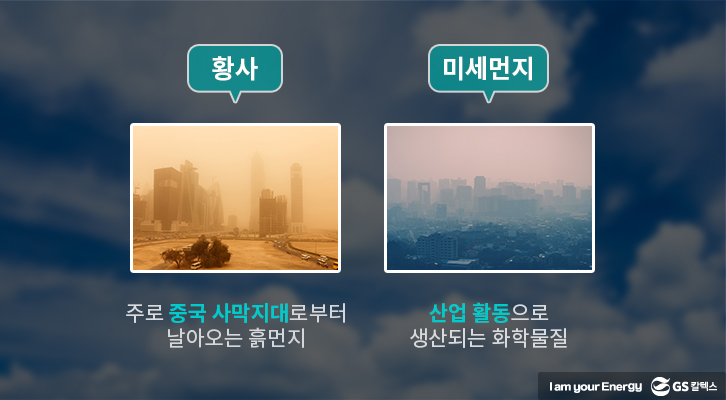 황사
미세먼지
주로 중국 사막지대로부터
날아오는 흙먼지
산업 활동으로
생산되는 화학물질
I am your Energy GS칼텍스